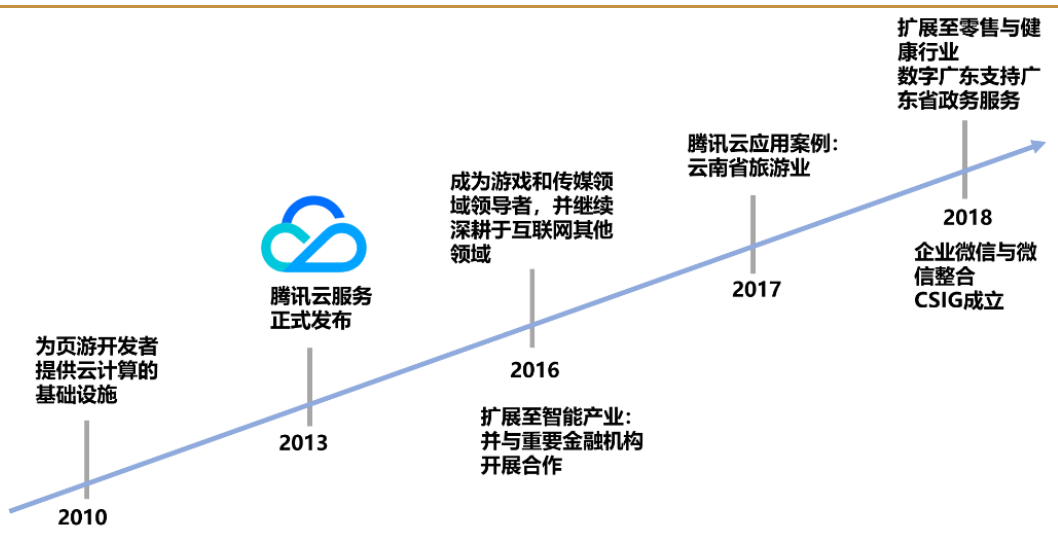 为页游开发者
提供云计算的
基础设施
2010
腾讯云服务
正式发布
2013
成为游戏和传媒领
域领导者，并继续
深耕于互联网其他
领域
2016
扩展至智能产业：
并与重要金融机构
开展合作
腾讯云应用案例：
云南省旅游业
2017
扩展至零售与健
康行业
数字广东支持广
东省政务服务
2018
企业微信与微
信整合
CSIG成立